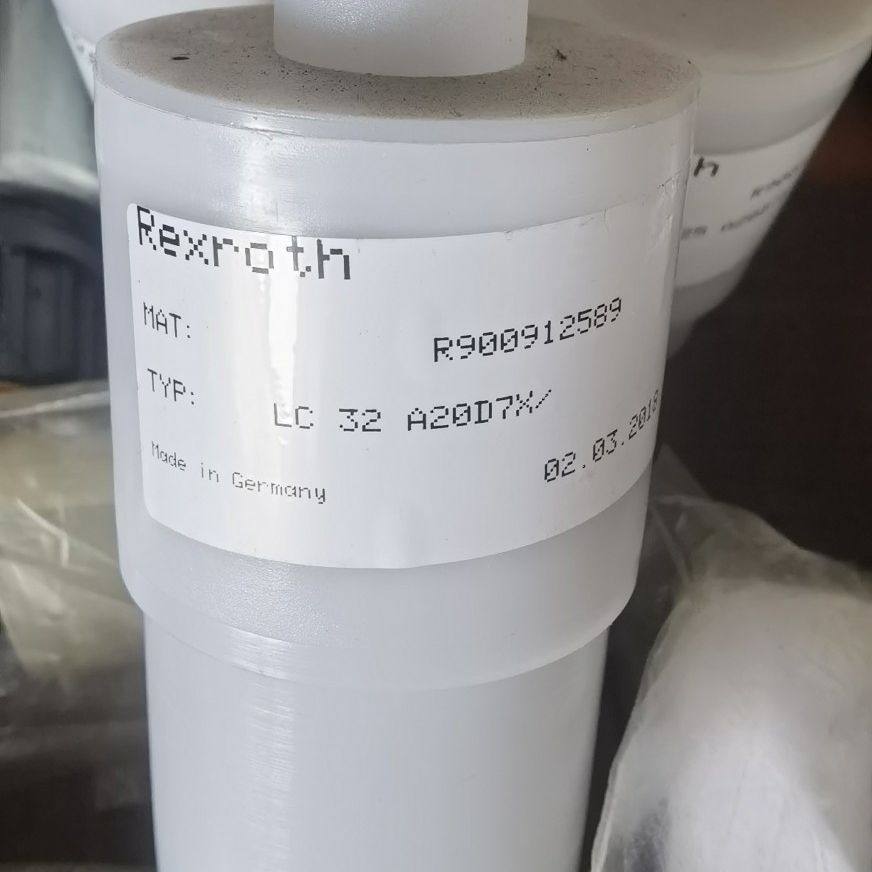 Rexroth
MAT: R900912589
TYP: LC 32 A20D7X/
Made in Germany 02.03.2018